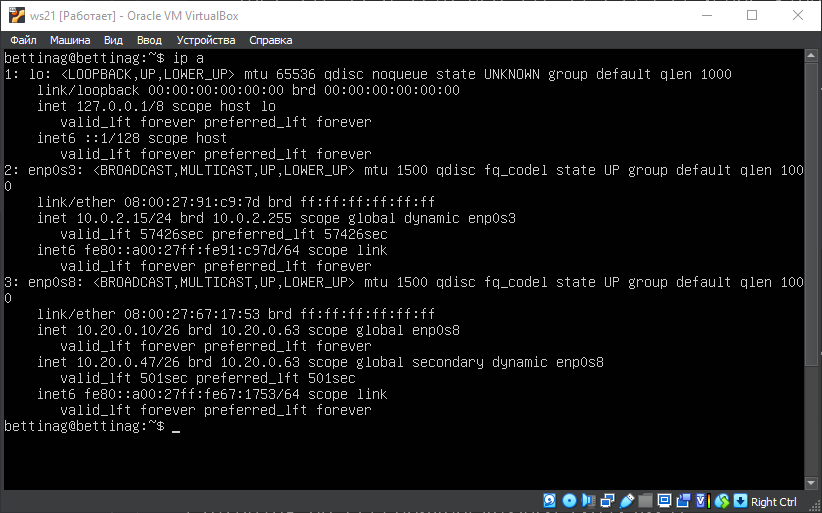 ws21 [Работает] - Oracle VM VirtualBox
Файл Машина Вид Ввод Устройства Справка
bettinag@bettinag:~$ ip a
1: lo: <LOOPBACK,UP,LOWER_UP> mtu 65536 qdisc noqueue state UNKNOWN group default qlen 1000
link/loopback 00:00:00:00:00:00 brd 00:00:00:00:00:00
inet 127.0.0.1/8 scope host lo
valid_lft forever preferred_lft forever
inet6 ::1/128 scope host
valid_lft forever preferred_lft forever
2: enp0s3: <BROADCAST,MULTICAST,UP,LOWER_UP> mtu 1500 qdisc fq_codel state UP group default qlen 100
0
link/ether 08:00:27:91:c9:7d brd ff:ff:ff:ff:ff:ff
inet 10.0.2.15/24 brd 10.0.2.255 scope global dynamic enp0s3
valid_lft 57426sec preferred_lft 57426sec
inet6 fe80::a00:27ff:fe91:c97d/64 scope link
valid_lft forever preferred_lft forever
3: enp0s8: <BROADCAST,MULTICAST,UP,LOWER_UP> mtu 1500 qdisc fq_codel state UP group default qlen 100
0
link/ether 08:00:27:67:17:53 brd ff:ff:ff:ff:ff:ff
inet 10.20.0.10/26 brd 10.20.0.63 scope global enp0s8
valid_lft forever preferred_lft forever
inet 10.20.0.47/26 brd 10.20.0.63 scope global secondary dynamic enp0s8
valid_lft 501sec preferred_lft 501sec
inet6 fe80::a00:27ff:fe67:1753/64 scope link
valid_lft forever preferred_lft forever
bettinag@bettinag:~$ _
Right Ctrl